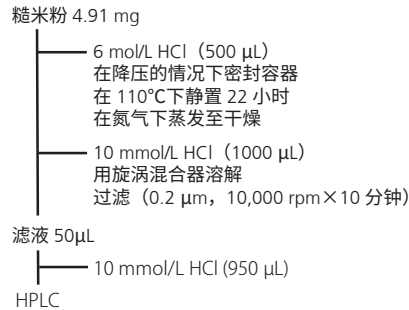 糙米粉 4.91 mg
6 mol/L HCl（500 μL）
在降压的情况下密封容器
在 110℃下静置 22 小时
在氮气下蒸发至干燥
10 mmol/L HCl（1000 μL）
用旋涡混合器溶解
过滤（0.2 μm，10,000 rpm×10 分钟）
滤液 50μL
10 mmol/L HCl (950 μL)
HPLC